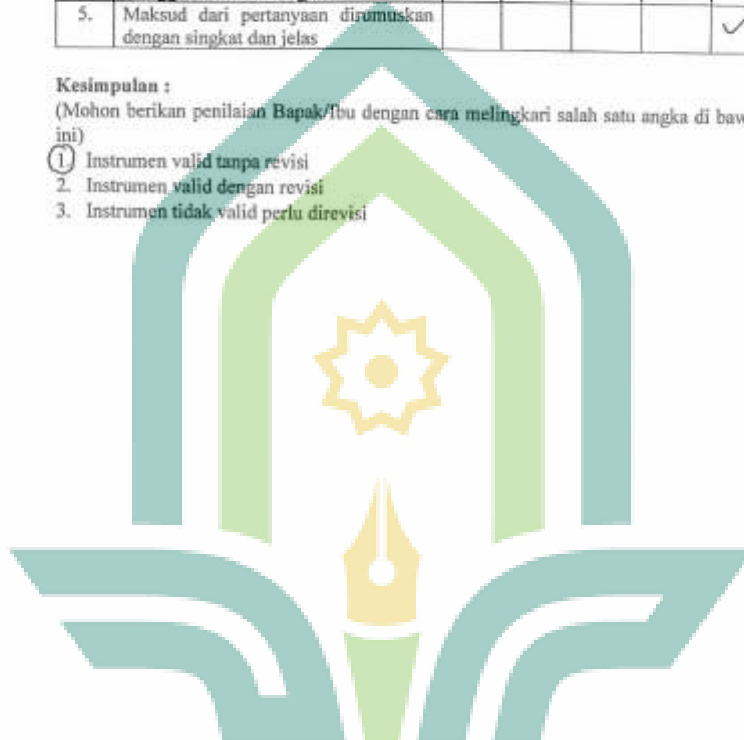 5. Maksud dari pertanyaan dirumuskan
dengan singkat dan jelas
Kesimpulan :
(Mohon berikan penilaian Bapak/Ibu dengan cara melingkari salah satu angka di
ini)
1. Instrumen valid tanpa revisi
2. Instrumen valid dengan revisi
3. Instrumen tidak valid perlu direvisi